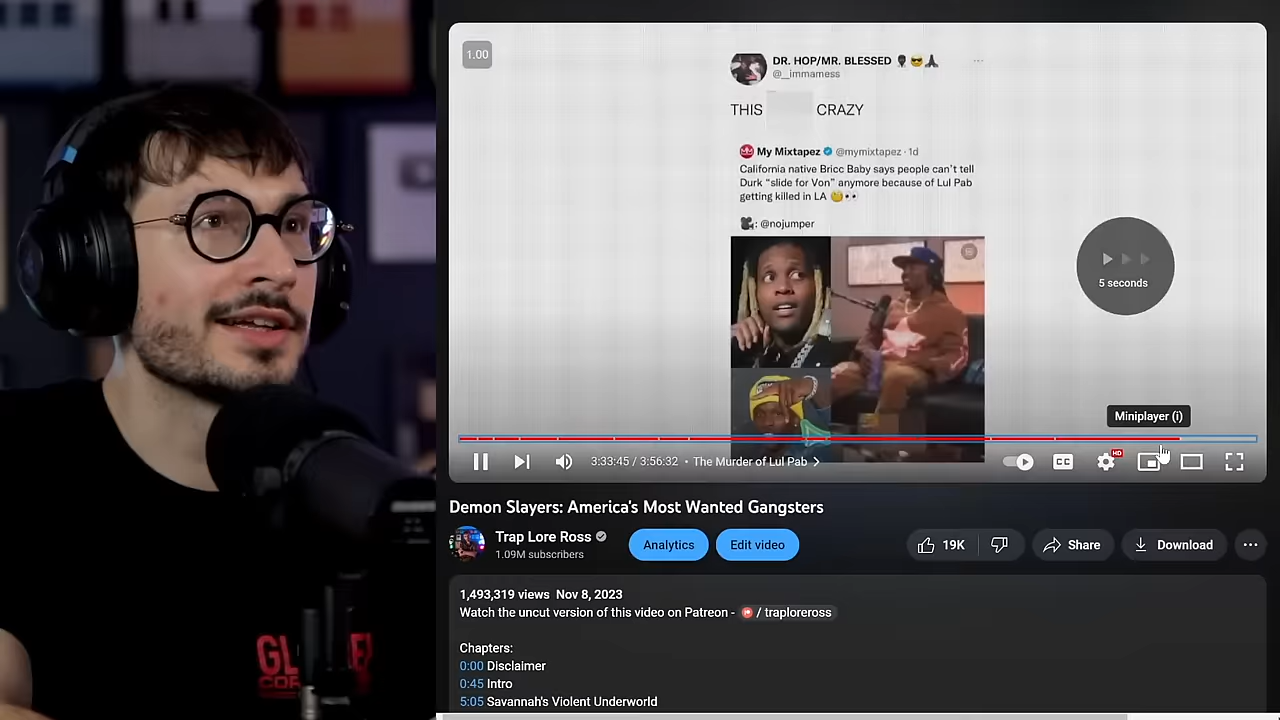 1.00
DR. HOP/MR. BLESSED
@_immamess
THIS CRAZY
My Mixtapez @mymixtapez · 1d
California native Bricc Baby says people can't tell
Durk "slide for Von" anymore because of Lul Pab
getting killed in LA
: @nojumper
5 seconds
Miniplayer (i)
3:33:45 / 3:56:32 • The Murder of Lul Pab
CC
HD
Demon Slayers: America's Most Wanted Gangsters
Trap Lore Ross
1.09M subscribers
Analytics
Edit video
19K
Share
Download
1,493,319 views Nov 8, 2023
Watch the uncut version of this video on Patreon - / traploreross
Chapters:
0:00 Disclaimer
0:45 Intro
5:05 Savannah's Violent Underworld